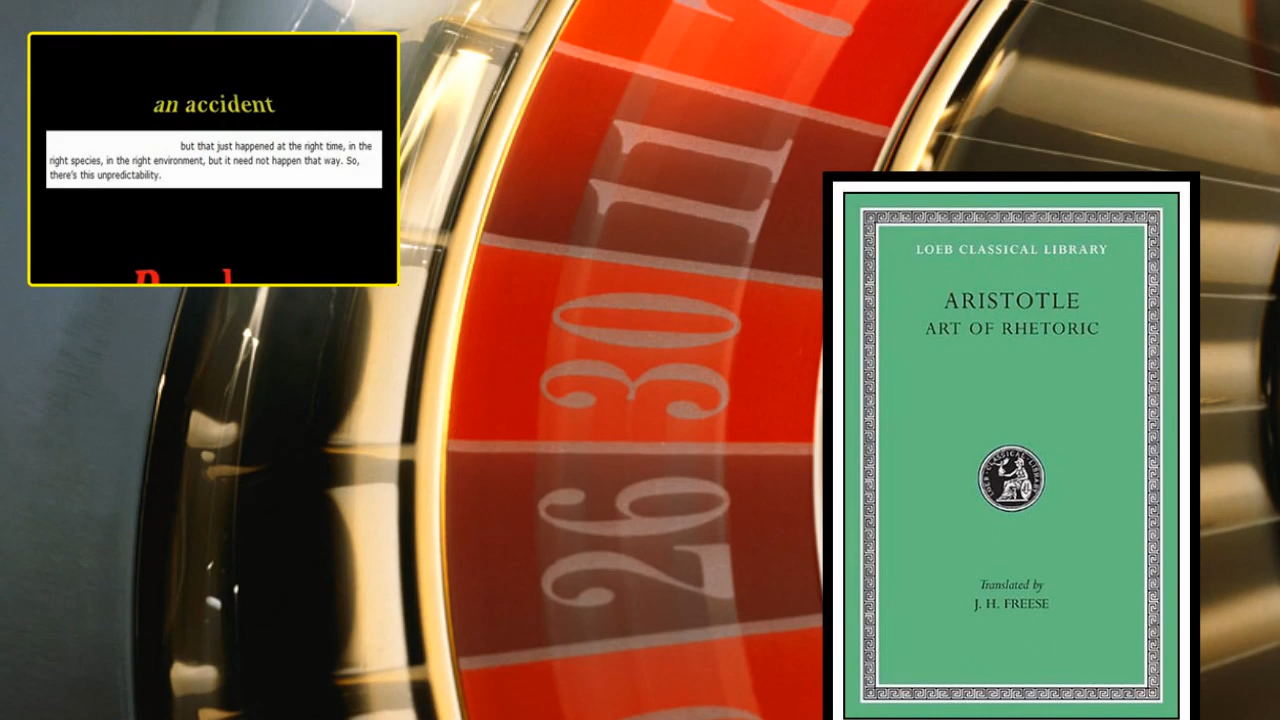 an accident
but that just happened at the right time, in the
right species, in the right environment, but it need not happen that way. So,
there's this unpredictability.
11
30
26
LOEB CLASSICAL LIBRARY
ARISTOTLE
ART OF RHETORIC
Translated by
J. H. FREESE